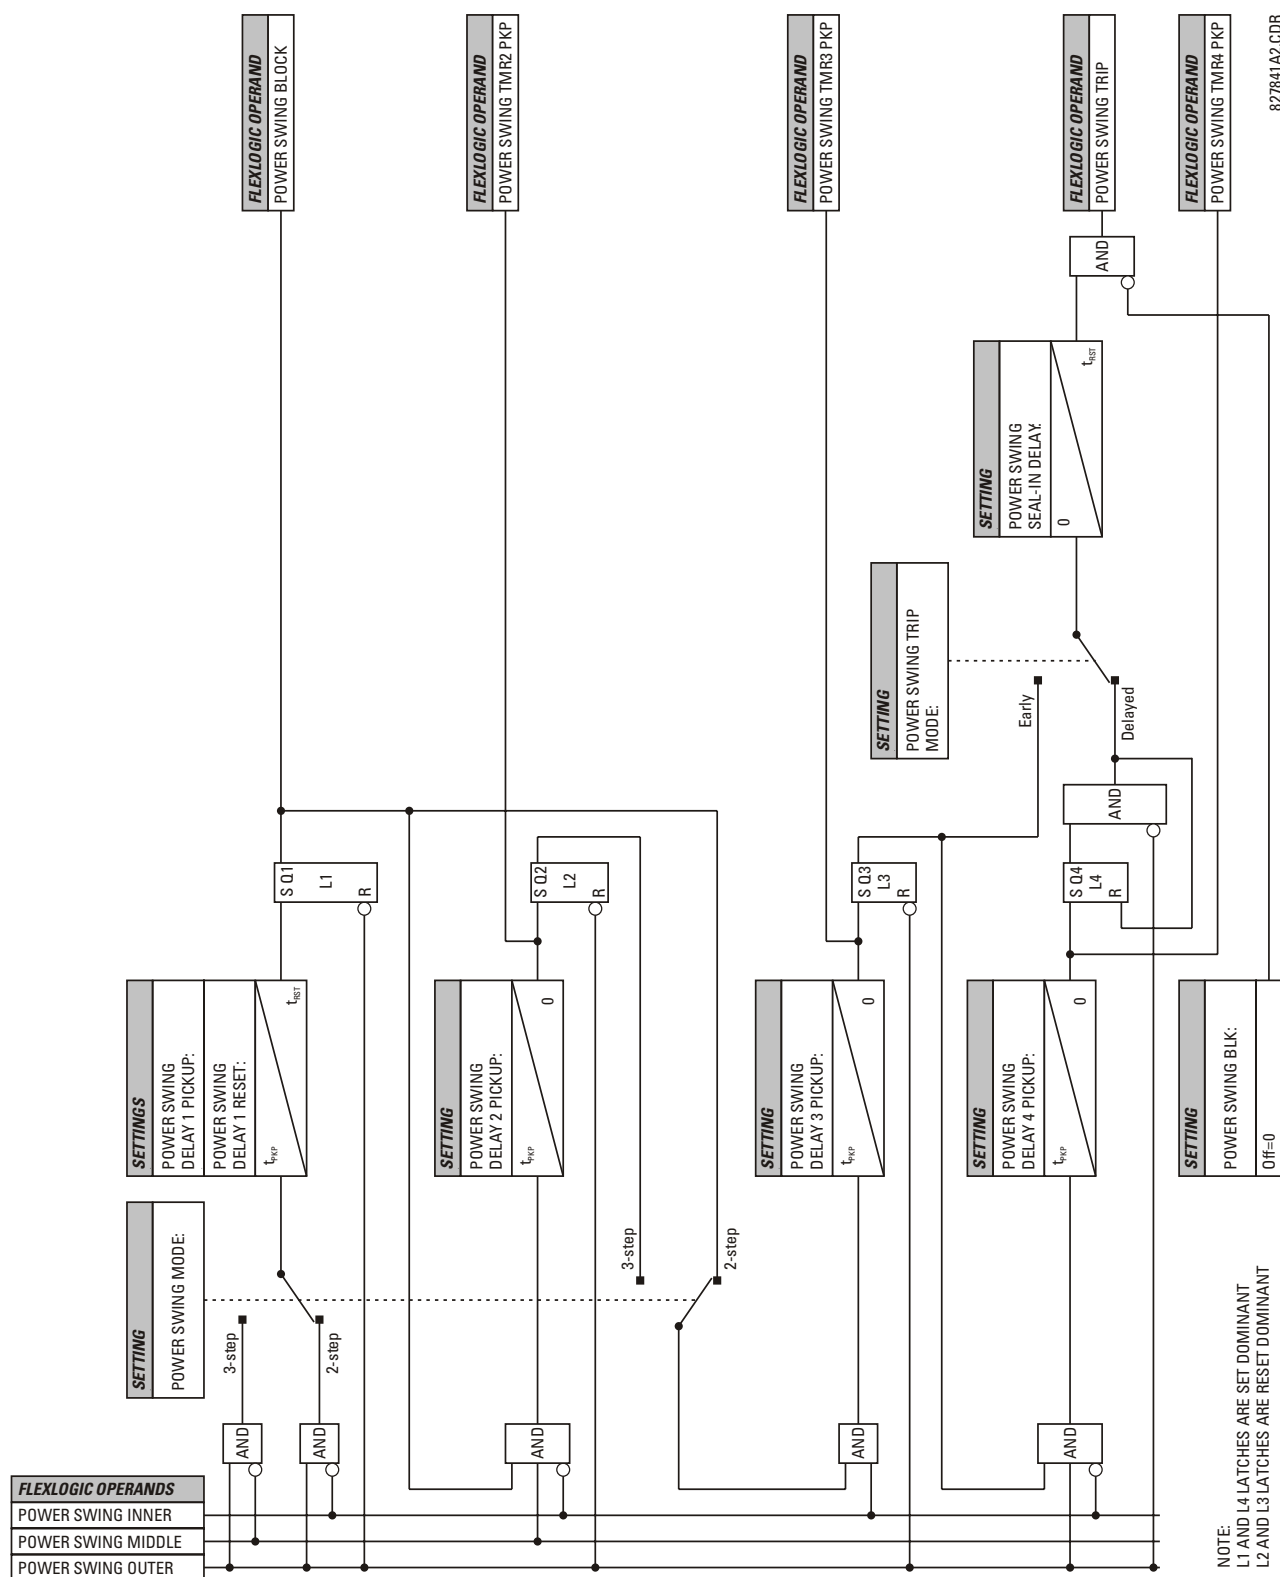 FLEXLOGIC OPERANDS
POWER SWING INNER
POWER SWING MIDDLE
POWER SWING OUTER
AND
AND
3-step
2-step
SETTING
POWER SWING MODE:
SETTINGS
POWER SWING
DELAY 1 PICKUP:
POWER SWING
DELAY 1 RESET:
tPKP
tRST
S Q1
L1
R
FLEXLOGIC OPERAND
POWER SWING BLOCK
AND
SETTING
POWER SWING
DELAY 2 PICKUP:
tPKP
0
S Q2
L2
R
FLEXLOGIC OPERAND
POWER SWING TMR2 PKP
3-step
2-step
AND
SETTING
POWER SWING
DELAY 3 PICKUP:
tPKP
0
S Q3
L3
R
FLEXLOGIC OPERAND
POWER SWING TMR3 PKP
AND
SETTING
POWER SWING
DELAY 4 PICKUP:
tPKP
0
S Q4
L4
R
AND
Early
Delayed
SETTING
POWER SWING TRIP
MODE:
SETTING
POWER SWING
SEAL-IN DELAY:
0
tRST
AND
FLEXLOGIC OPERAND
POWER SWING TRIP
FLEXLOGIC OPERAND
POWER SWING TMR4 PKP
SETTING
POWER SWING BLK:
Off=0
NOTE:
L1 AND L4 LATCHES ARE SET DOMINANT
L2 AND L3 LATCHES ARE RESET DOMINANT
827841A2.CDR